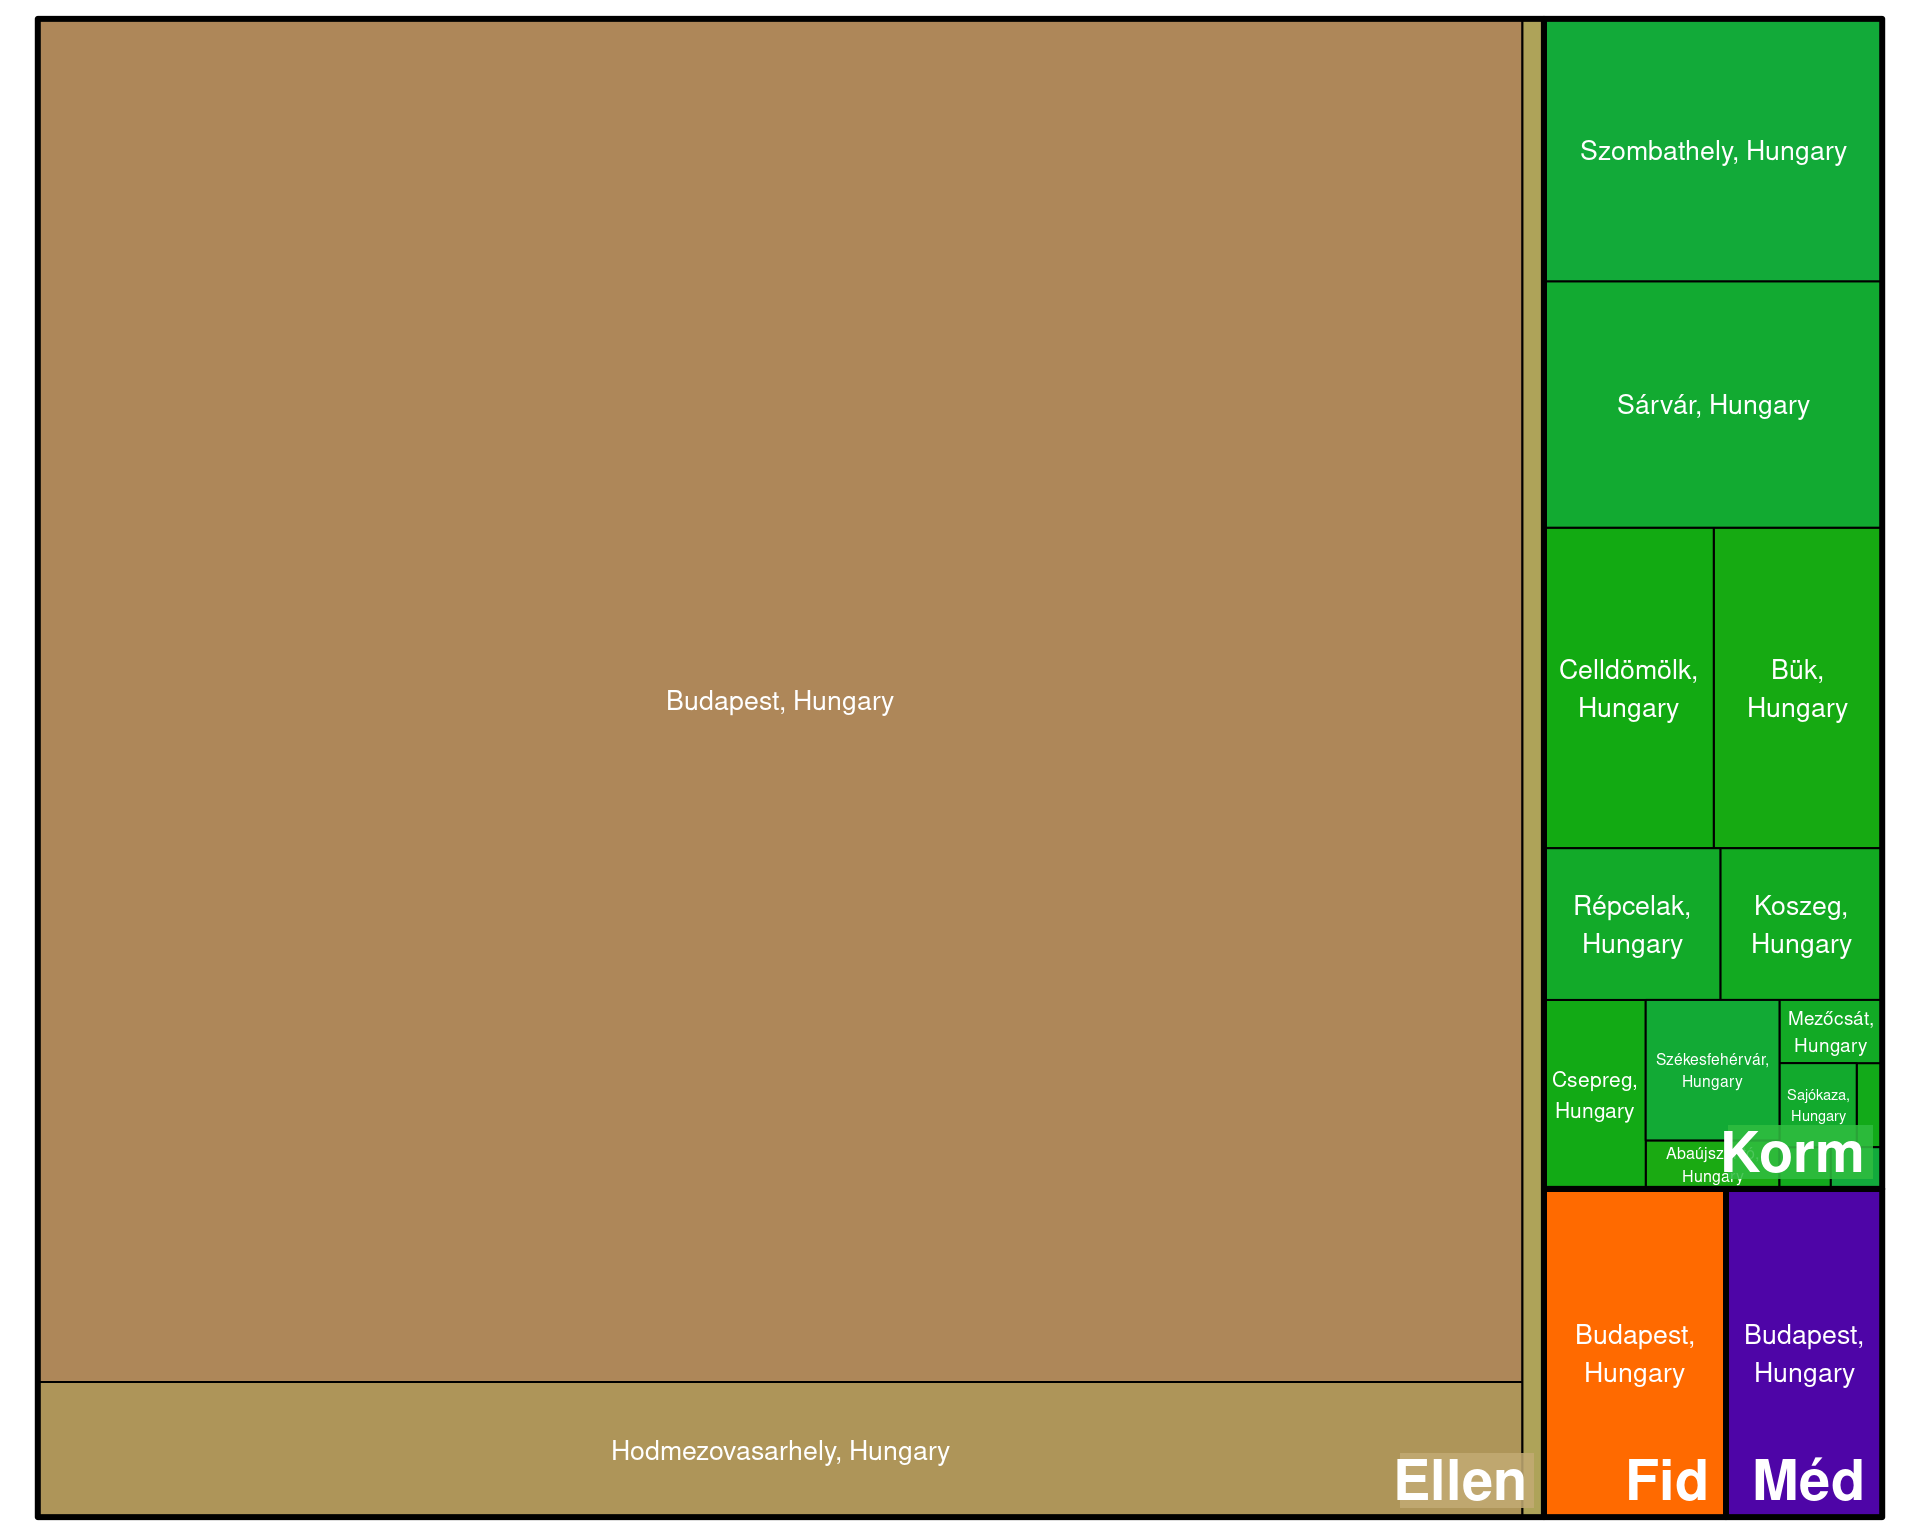 Budapest, Hungary
Hodmezovasarhely, Hungary
Ellen
Szombathely, Hungary
Sárvár, Hungary
Celldömölk,
Hungary
Bük,
Hungary
Répcelak,
Hungary
Koszeg,
Hungary
Csepreg,
Hungary
Székesfehérvár,
Hungary
Mezőcsát,
Hungary
Sajókaza,
Hungary
Hungary
Korm
Budapest,
Hungary
Fid
Budapest,
Hungary
Méd